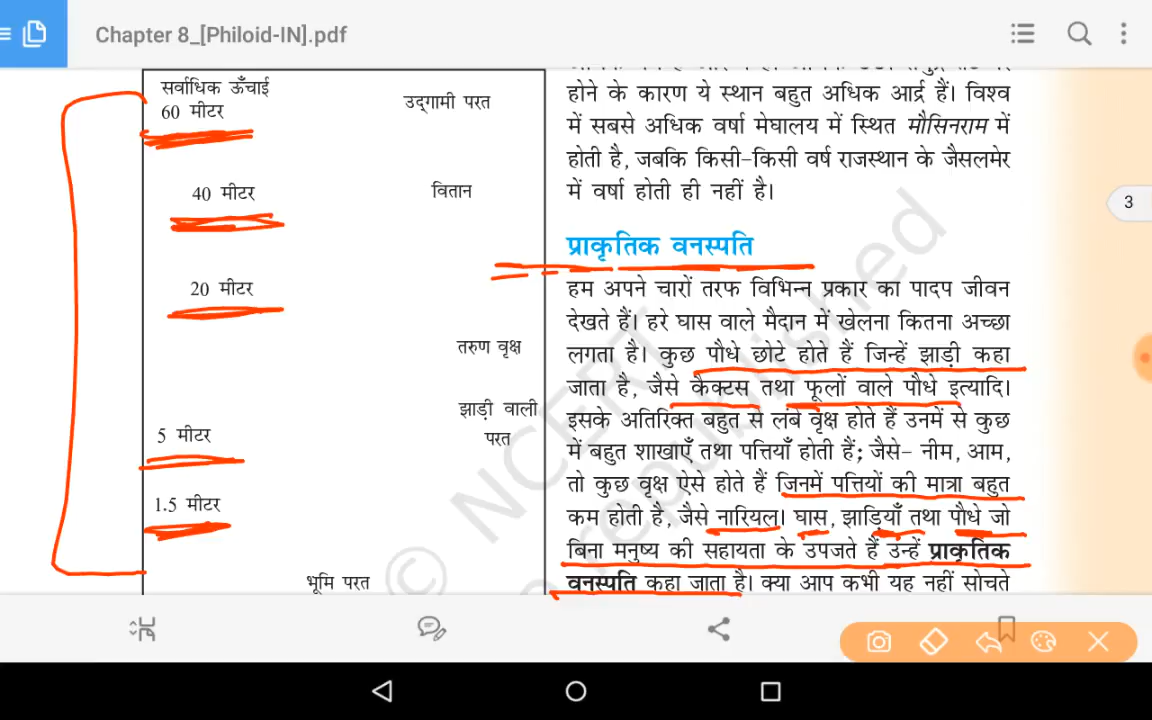 Chapter 8_[Philoid-IN].pdf
सर्वाधिक ऊँचाई
60 मीटर
उद्गामी परत
40 मीटर
वितान
20 मीटर
तरुण वृक्ष
झाड़ी वाली
परत
5 मीटर
1.5 मीटर
भूमि परत
होने के कारण ये स्थान बहुत अधिक आर्द्र हैं। विश्व
में सबसे अधिक वर्षा मेघालय में स्थित मौसिनराम में
होती है, जबकि किसी-किसी वर्ष राजस्थान के जैसलमेर
में वर्षा होती ही नहीं है।
प्राकृतिक वनस्पति
हम अपने चारों तरफ विभिन्न प्रकार का पादप जीवन
देखते हैं। हरे घास वाले मैदान में खेलना कितना अच्छा
लगता है। कुछ पौधे छोटे होते हैं जिन्हें झाड़ी कहा
जाता है, जैसे कैक्टस तथा फूलों वाले पौधे इत्यादि।
इसके अतिरिक्त बहुत से लंबे वृक्ष होते हैं उनमें से कुछ
में बहुत शाखाएँ तथा पत्तियाँ होती हैं; जैसे- नीम, आम,
तो कुछ वृक्ष ऐसे होते हैं जिनमें पत्तियों की मात्रा बहुत
कम होती है, जैसे नारियल। घास, झाड़ियाँ तथा पौधे जो
बिना मनुष्य की सहायता के उपजते हैं उन्हें प्राकृतिक
वनस्पति कहा जाता है। क्या आप कभी यह नहीं सोचते
3
© NCERT
republished